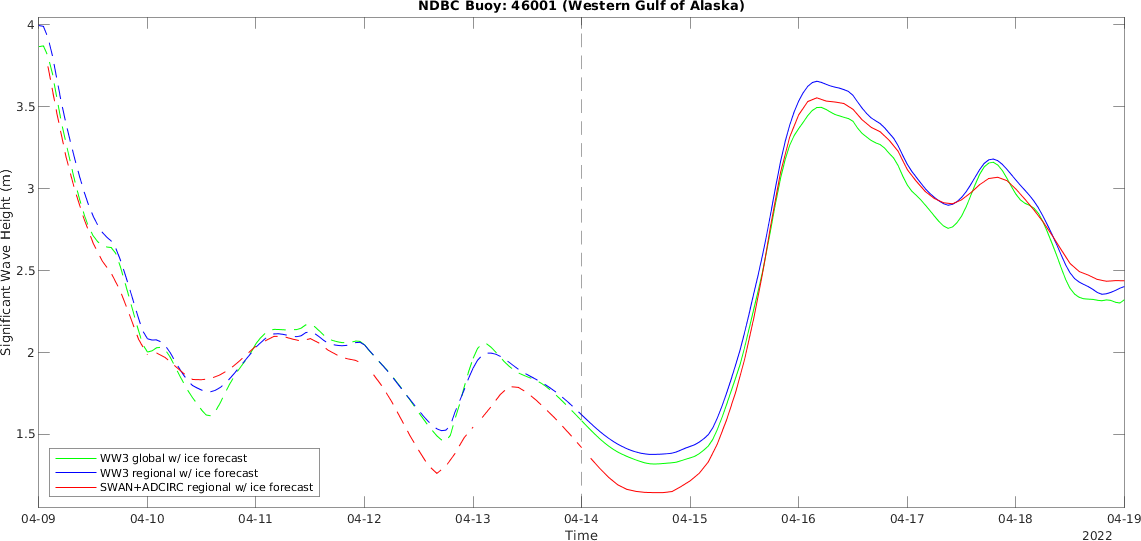 NDBC Buoy: 46001 (Western Gulf of Alaska)
Significant Wave Height (m)
4
3.5
3
2.5
2
1.5
WW3 global w/ ice forecast
WW3 regional w/ ice forecast
SWAN+ADCIRC regional w/ ice forecast
04-09 04-10 04-11 04-12 04-13 04-14 04-15 04-16 04-17 04-18 04-19
Time
2022